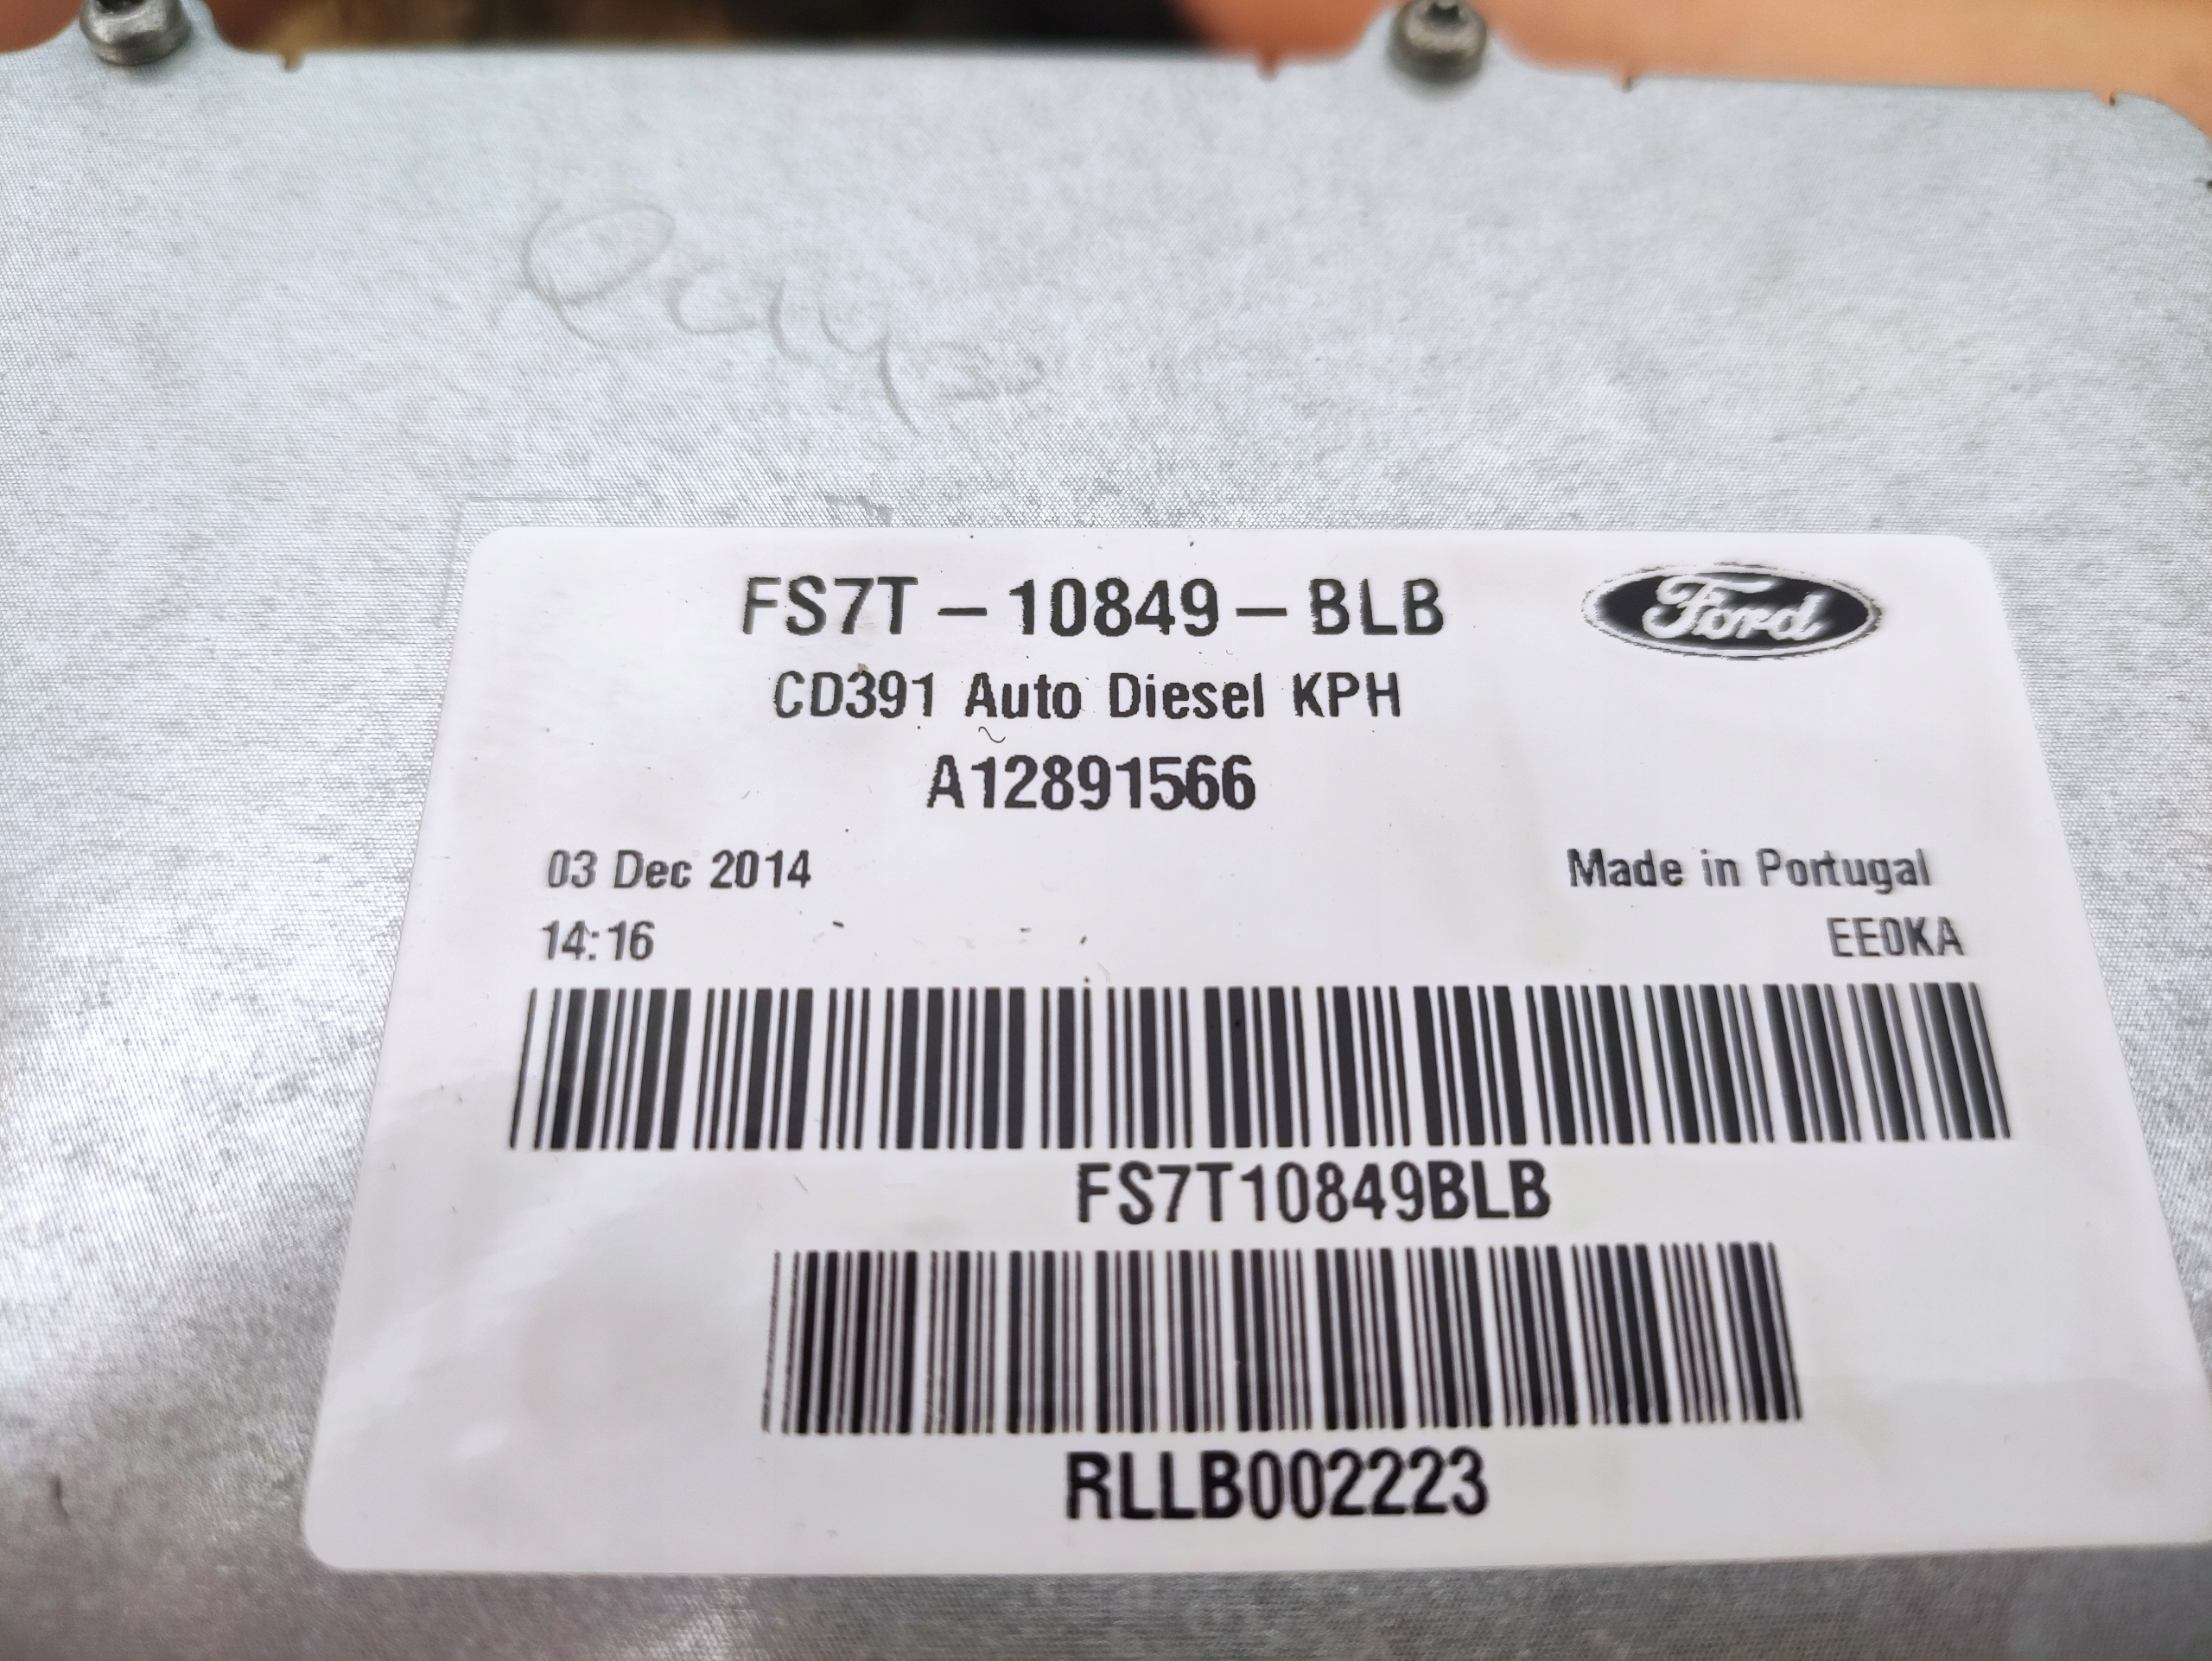 FS7T - 10849 - BLB
Ford
CD391 Auto Diesel KPH
A12891566
03 Dec 2014
Made in Portugal
14:16
EE0KA
FS7T10849BLB
RLLB002223